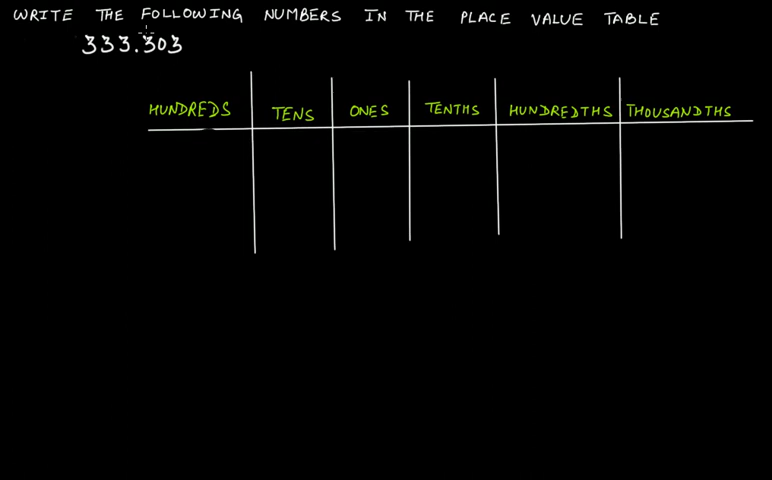 WRITE THE FOLLOWING NUMBERS IN THE PLACE VALUE TABLE
333.303
HUNDREDS TENS ONES TENTHS HUNDREDTHS THOUSANDTHS